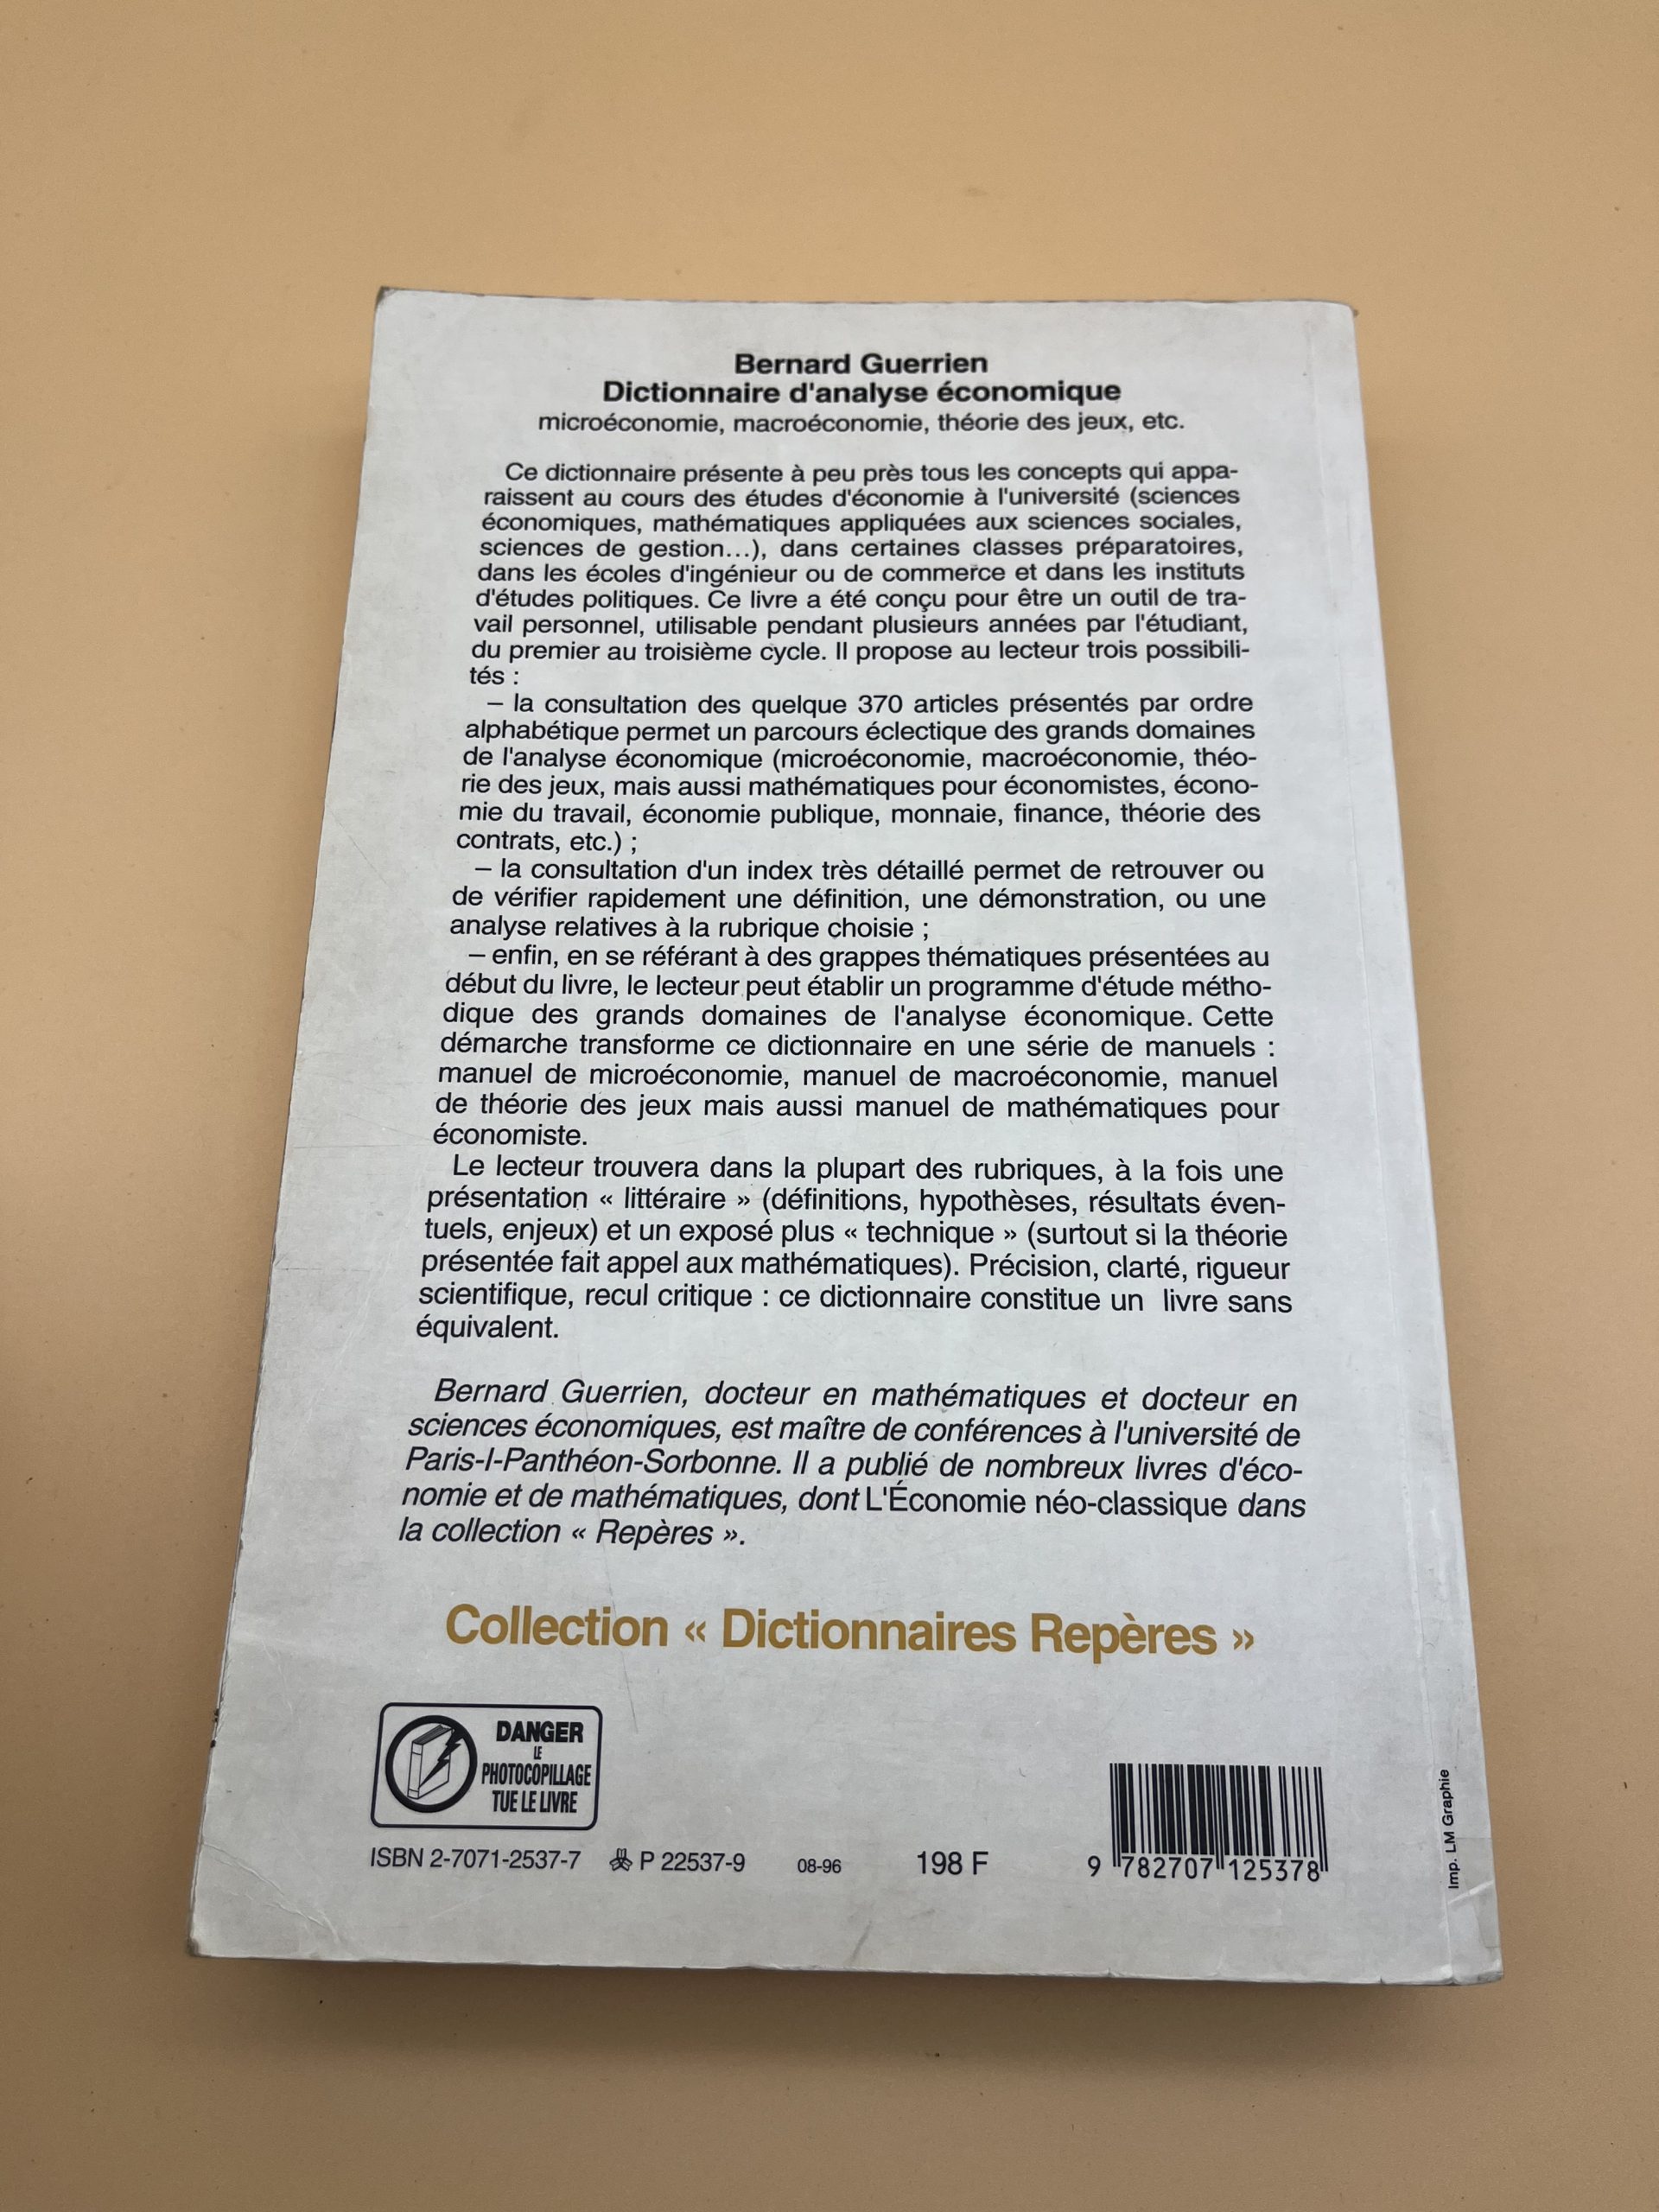 Bernard Guerrien
Dictionnaire d'analyse économique
microéconomie, macroéconomie, théorie des jeux, etc.
Ce dictionnaire présente à peu près tous les concepts qui appa-
raissent au cours des études d'économie à l'université (sciences
économiques, mathématiques appliquées aux sciences sociales,
sciences de gestion...), dans certaines classes préparatoires,
dans les écoles d'ingénieur ou de commerce et dans les instituts
d'études politiques. Ce livre a été conçu pour être un outil de tra-
vail personnel, utilisable pendant plusieurs années par l'étudiant,
du premier au troisième cycle. Il propose au lecteur trois possibili-
tés :
– la consultation des quelque 370 articles présentés par ordre
alphabétique permet un parcours éclectique des grands domaines
de l'analyse économique (microéconomie, macroéconomie, théo-
rie des jeux, mais aussi mathématiques pour économistes, écono-
mie du travail, économie publique, monnaie, finance, théorie des
contrats, etc.) ;
– la consultation d'un index très détaillé permet de retrouver ou
de vérifier rapidement une définition, une démonstration, ou une
analyse relatives à la rubrique choisie ;
– enfin, en se référant à des grappes thématiques présentées au
début du livre, le lecteur peut établir un programme d'étude métho-
dique des grands domaines de l'analyse économique. Cette
démarche transforme ce dictionnaire en une série de manuels :
manuel de microéconomie, manuel de macroéconomie, manuel
de théorie des jeux mais aussi manuel de mathématiques pour
économiste.
Le lecteur trouvera dans la plupart des rubriques, à la fois une
présentation « littéraire » (définitions, hypothèses, résultats éven-
tuels, enjeux) et un exposé plus « technique » (surtout si la théorie
présentée fait appel aux mathématiques). Précision, clarté, rigueur
scientifique, recul critique : ce dictionnaire constitue un livre sans
équivalent.
Bernard Guerrien, docteur en mathématiques et docteur en
sciences économiques, est maître de conférences à l'université de
Paris-I-Panthéon-Sorbonne. Il a publié de nombreux livres d'éco-
nomie et de mathématiques, dont L'Économie néo-classique dans
la collection « Repères ».
Collection « Dictionnaires Repères »
DANGER
LE
PHOTOCOPILLAGE
TUE LE LIVRE
ISBN 2-7071-2537-7 P 22537-9 08-96 198 F
9 782707 125378
Imp. LM Graphie